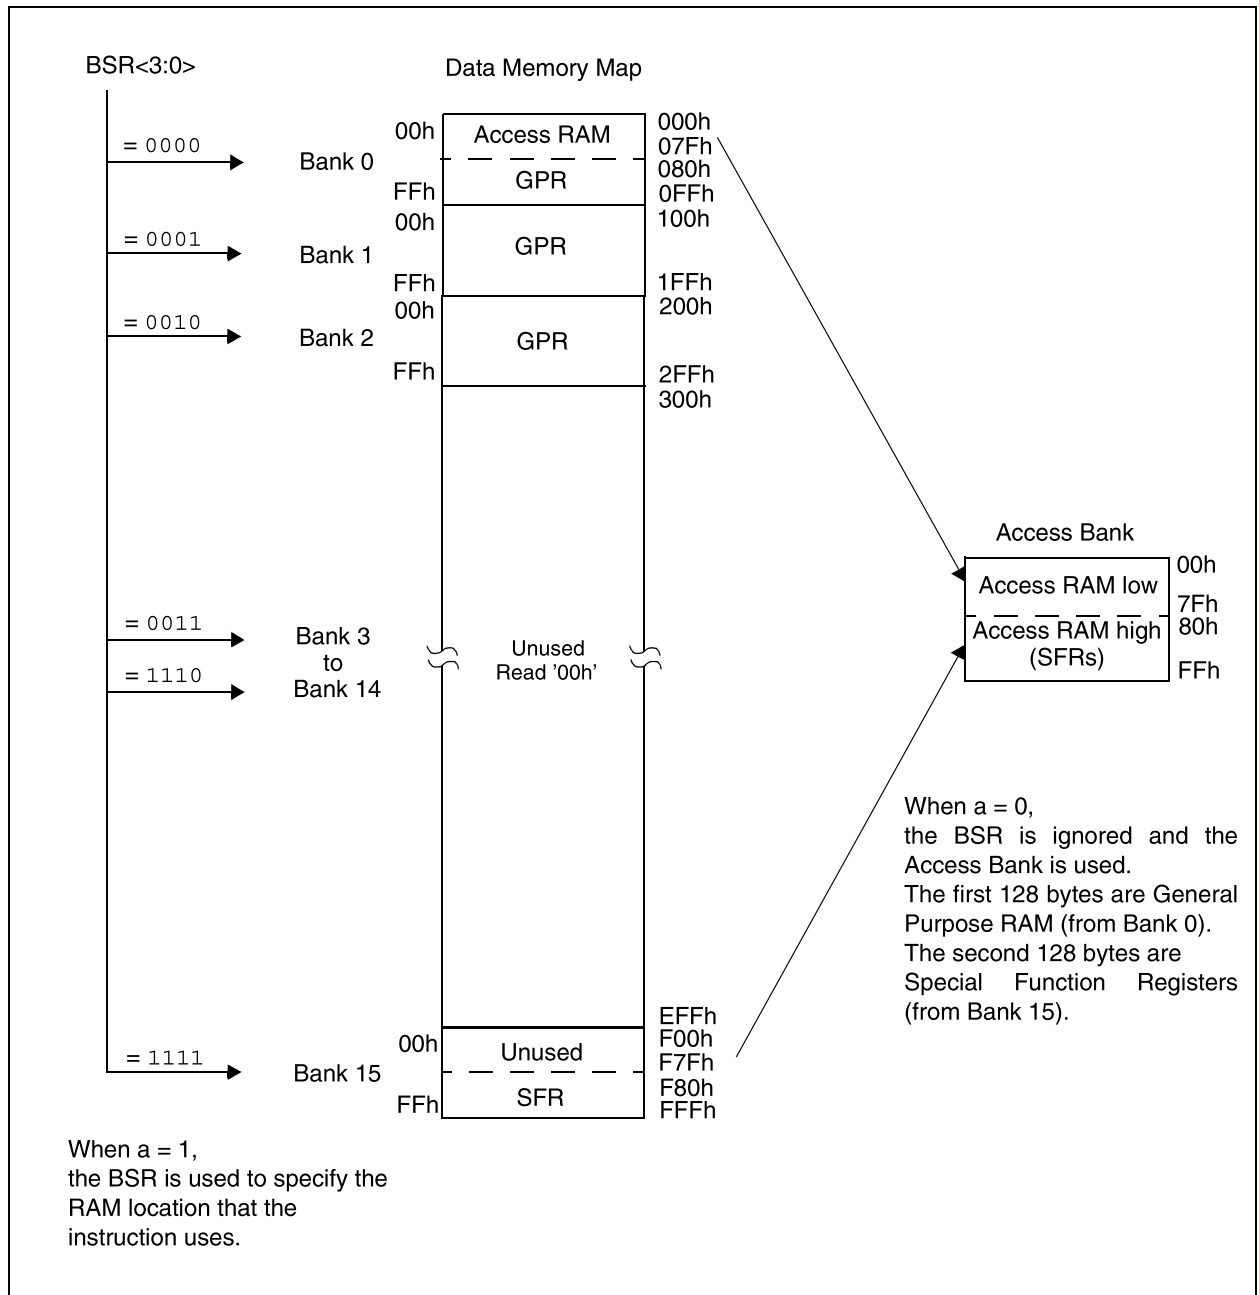 BSR<3:0>
Data Memory Map
= 0000
Bank 0
00h
FFh
Access RAM
GPR
000h
07Fh
080h
0FFh
= 0001
Bank 1
00h
FFh
GPR
100h
1FFh
= 0010
Bank 2
00h
FFh
GPR
200h
2FFh
300h
= 0011
= 1110
Bank 3
to
Bank 14
Unused
Read '00h'
Access Bank
Access RAM low
Access RAM high
(SFRs)
00h
7Fh
80h
FFh
When a = 0,
the BSR is ignored and the
Access Bank is used.
The first 128 bytes are General
Purpose RAM (from Bank 0).
The second 128 bytes are
Special Function Registers
(from Bank 15).
= 1111
Bank 15
00h
FFh
Unused
SFR
EFFh
F00h
F7Fh
F80h
FFFh
When a = 1,
the BSR is used to specify the
RAM location that the
instruction uses.